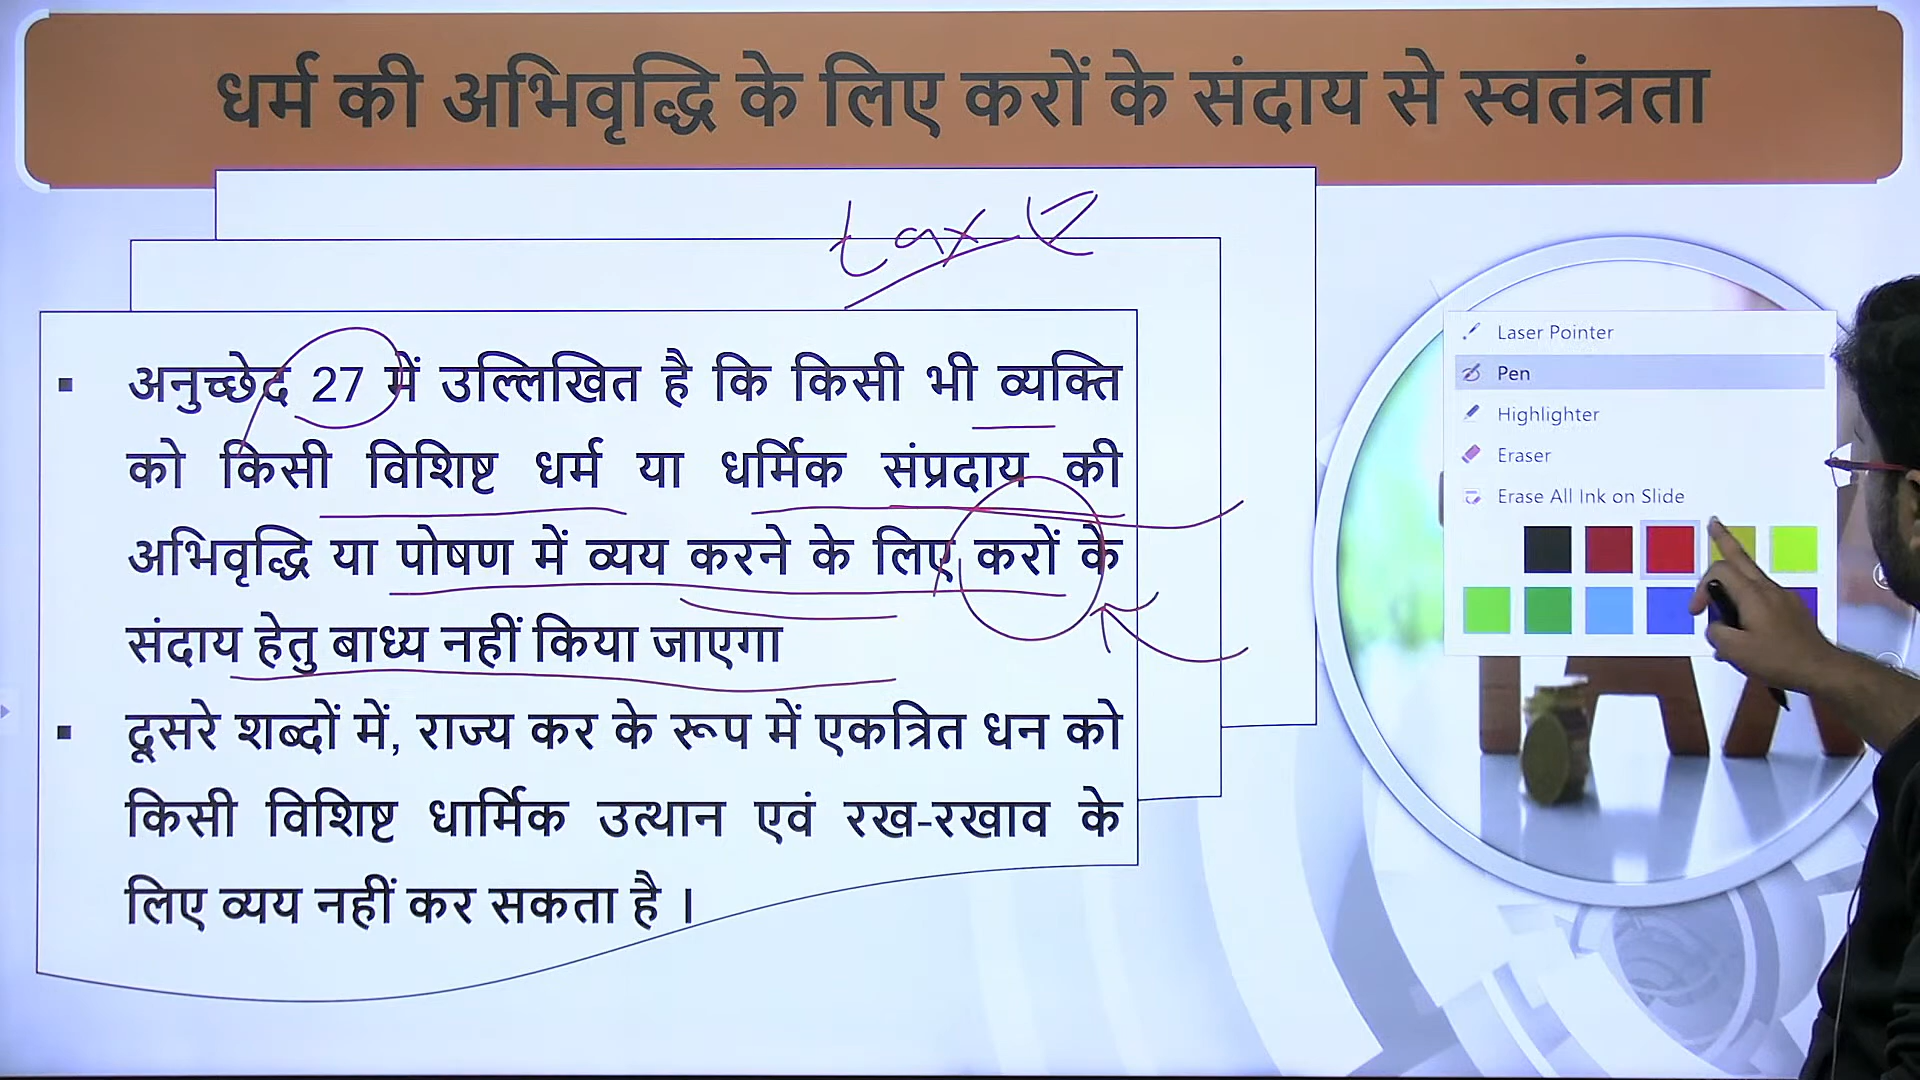 धर्म की अभिवृद्धि के लिए करों के संदाय से स्वतंत्रता
tax
अनुच्छेद 27 में उल्लिखित है कि किसी भी व्यक्ति
को किसी विशिष्ट धर्म या धर्मिक संप्रदाय की
अभिवृद्धि या पोषण में व्यय करने के लिए करों के
संदाय हेतु बाध्य नहीं किया जाएगा
दूसरे शब्दों में, राज्य कर के रूप में एकत्रित धन को
किसी विशिष्ट धार्मिक उत्थान एवं रख-रखाव के
लिए व्यय नहीं कर सकता है ।
Laser Pointer
Pen
Highlighter
Eraser
Erase All Ink on Slide